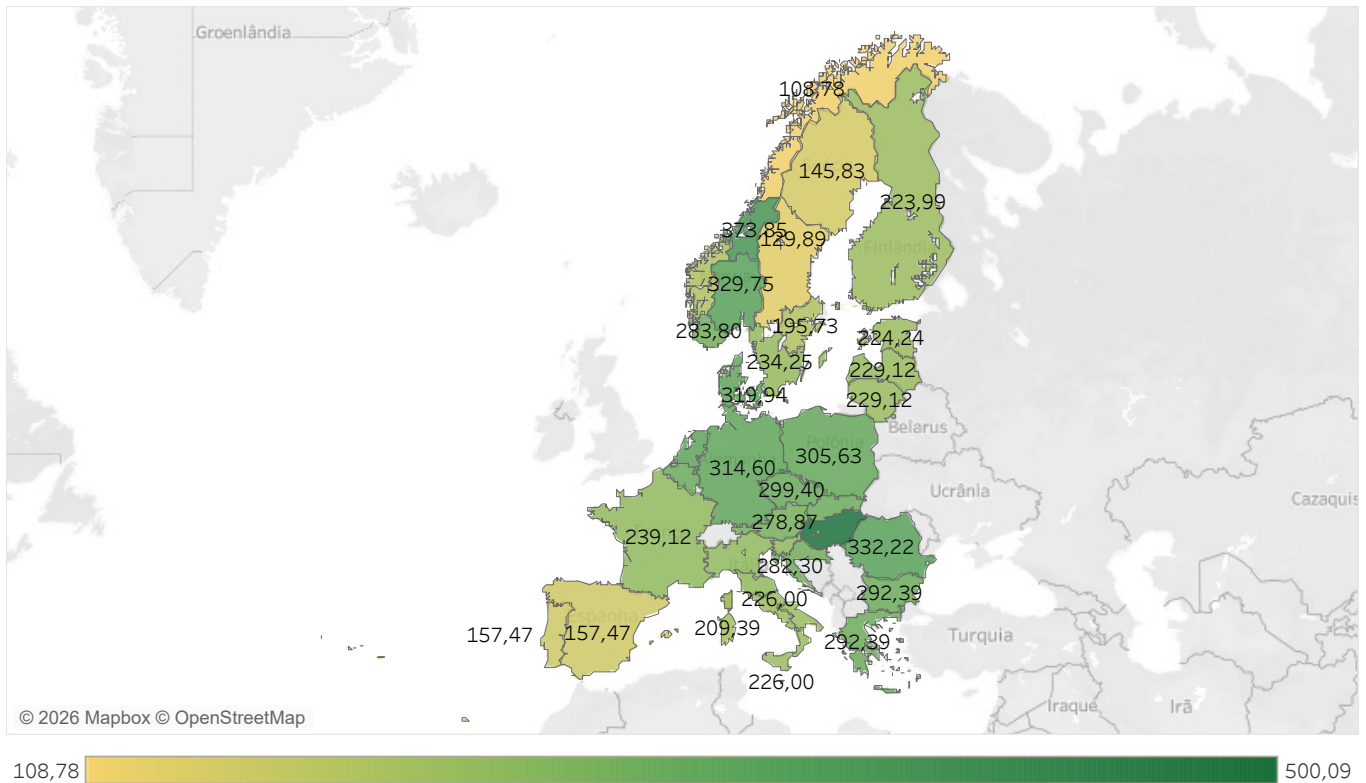 Groenlândia
108,78
145,83
223,99
373,85
129,89
Finlândia
329,75
283,80
195,73
224,24
234,25
229,12
319,94
229,12
Belarus
Polônia
305,63
314,60
299,40
Ucrânia
Cazaquis
278,87
239,12
332,22
282,30
292,39
226,00
Espanha
157,47
157,47
209,39
292,39
Turquia
226,00
Iraque
Irã
© 2026 Mapbox © OpenStreetMap
108,78
500,09